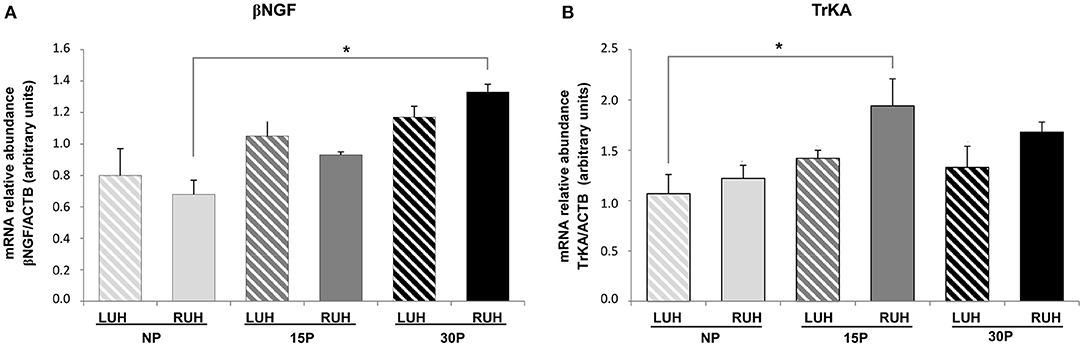 A
βNGF
mRNA relative abundance
βNGF/ACTB (arbitrary units)
1.6
1.4
1.2
1.0
0.8
0.6
0.4
0.2
0.0
*
LUH RUH LUH RUH LUH RUH
NP 15P 30P
B
TrKA
mRNA relative abundance
TrKA/ACTB (arbitrary units)
2.5
2.0
1.5
1.0
0.5
0.0
*
LUH RUH LUH RUH LUH RUH
NP 15P 30P